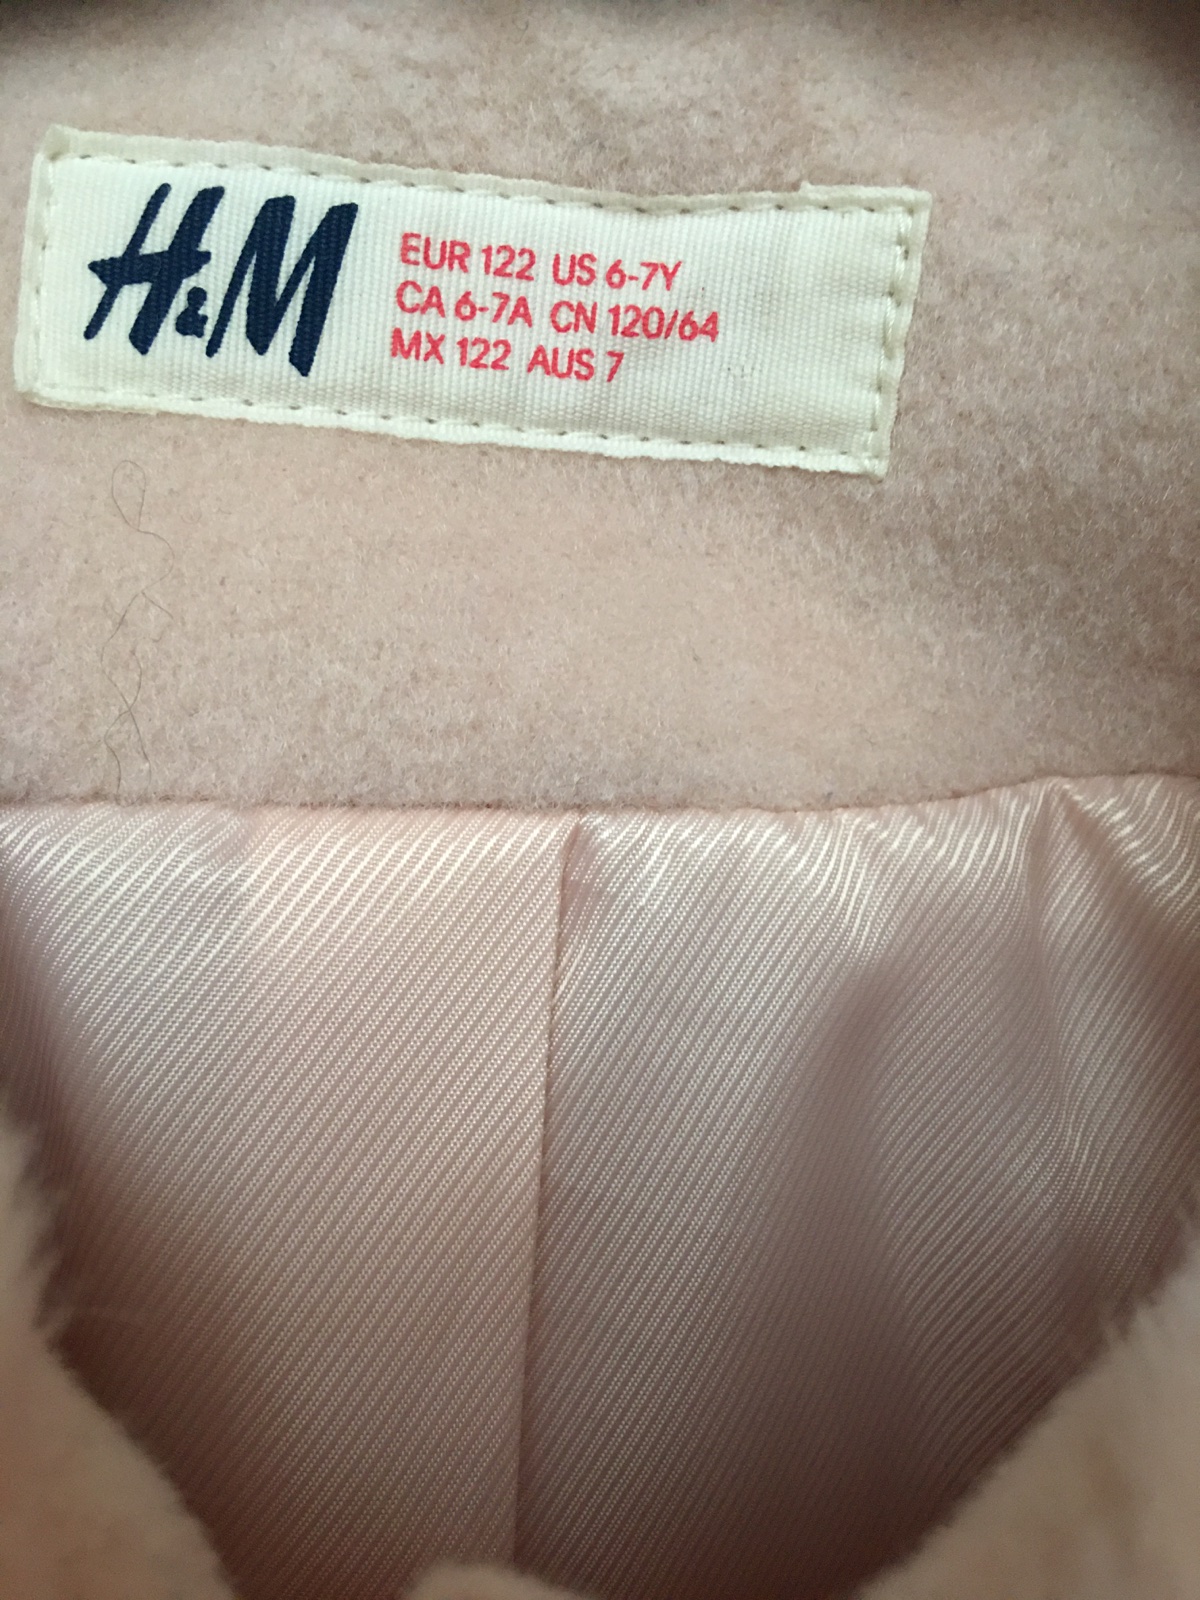 H&M
EUR 122 US 6-7Y
CA 6-7A CN 120/64
MX 122 AUS 7